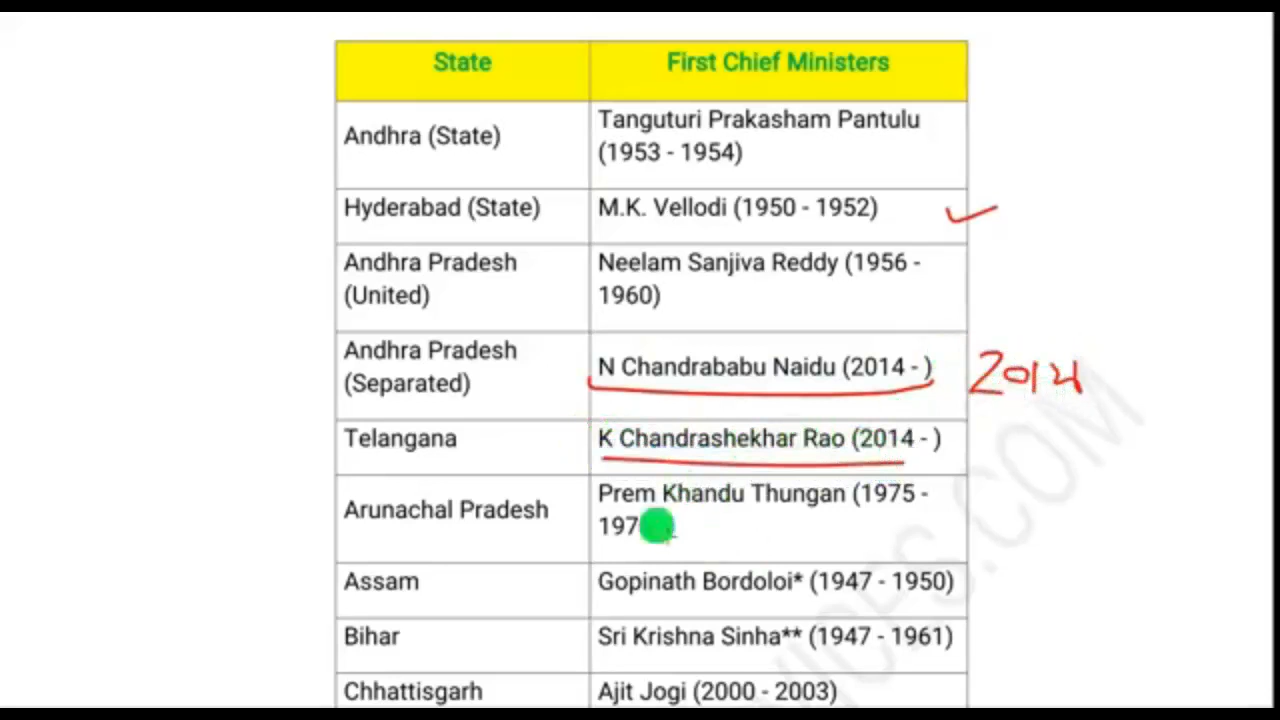 State First Chief Ministers
Andhra (State) Tanguturi Prakasham Pantulu
(1953 - 1954)
Hyderabad (State) M.K. Vellodi (1950 - 1952)
Andhra Pradesh
(United)
Neelam Sanjiva Reddy (1956 -
1960)
Andhra Pradesh
(Separated)
N Chandrababu Naidu (2014 - ) 2014
Telangana K Chandrashekhar Rao (2014 - )
Arunachal Pradesh Prem Khandu Thungan (1975 -
197
Assam Gopinath Bordoloi* (1947 - 1950)
Bihar Sri Krishna Sinha** (1947 - 1961)
Chhattisgarh Ajit Jogi (2000 - 2003)